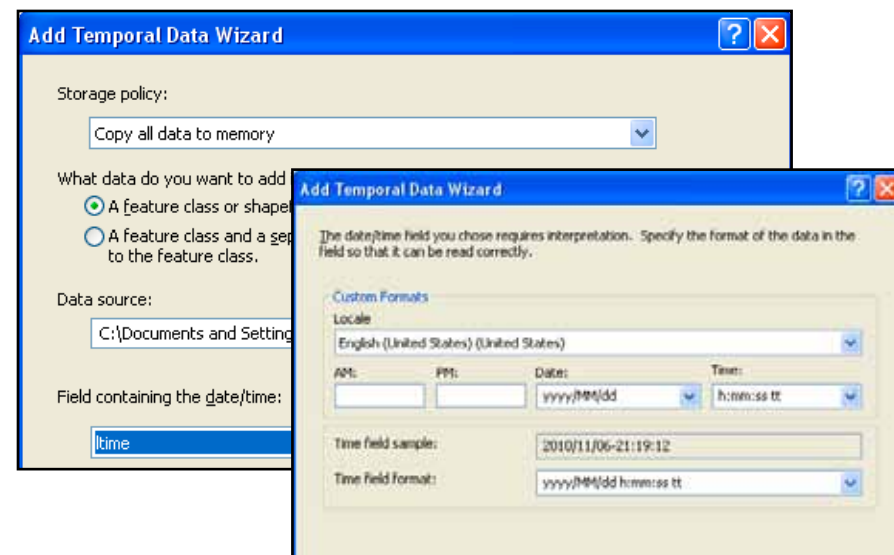 Add Temporal Data Wizard
Storage policy:
Copy all data to memory
What data do you want to add
A feature class or shapef
A feature class and a sep
to the feature class.
Data source:
C:\Documents and Setting
Field containing the date/time:
ltime
Add Temporal Data Wizard
The date/time field you chose requires interpretation. Specify the format of the data in the
field so that it can be read correctly.
Custom Formats
Locale
English (United States) (United States)
AM: PM: Date: Time:
yyyy/MM/dd h:mm:ss tt
Time field sample: 2010/11/06-21:19:12
Time field format: yyyy/MM/dd h:mm:ss tt